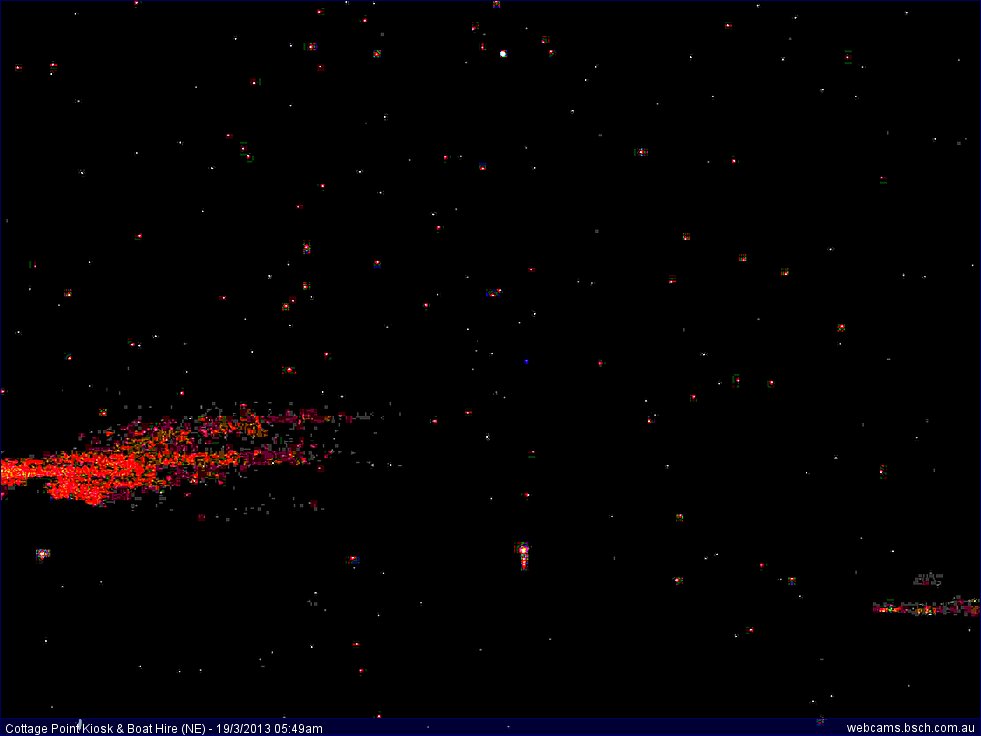 Cottage Point Kiosk & Boat Hire (NE) - 19/3/2013 05:49am
webcams.bsch.com.au